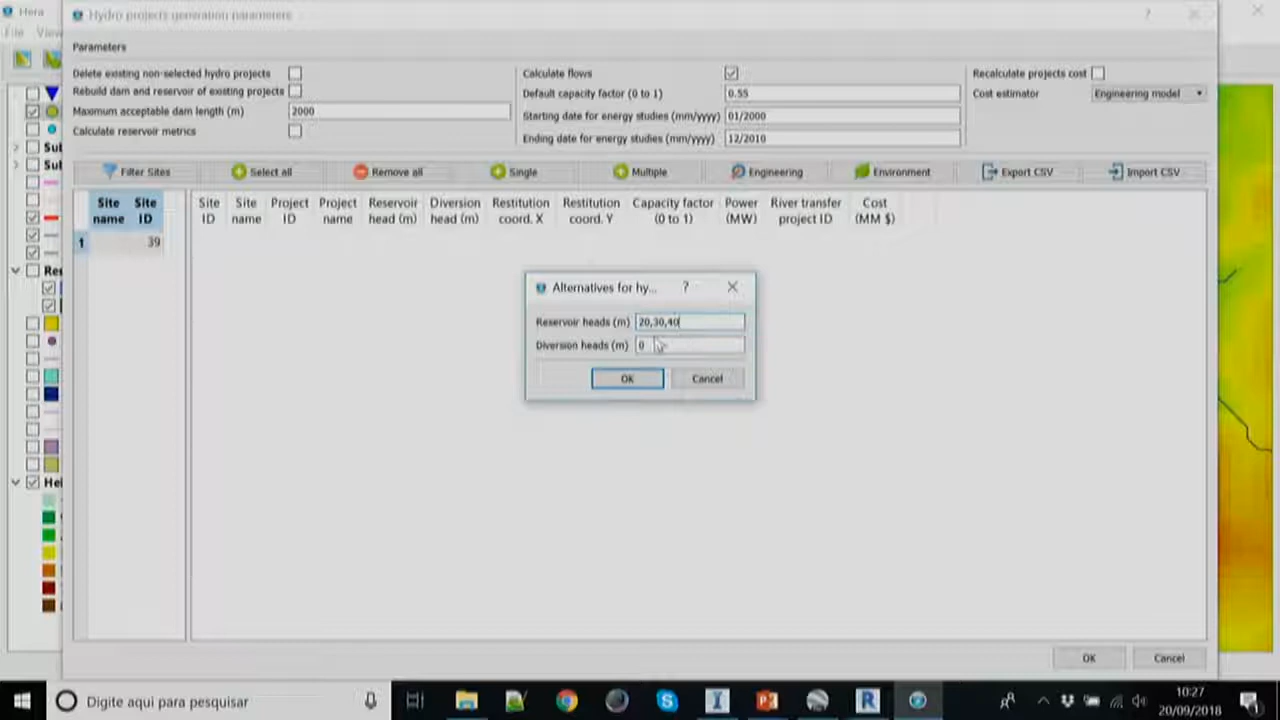 Hera
File View
Hydro projects generation parameters
?
Parameters
Delete existing non-selected hydro projects
Rebuild dam and reservoir of existing projects
Maximum acceptable dam length (m) 2000
Calculate reservoir metrics
Calculate flows
Default capacity factor (0 to 1) 0.55
Starting date for energy studies (mm/yyyy) 01/2000
Ending date for energy studies (mm/yyyy) 12/2010
Recalculate projects cost
Cost estimator Engineering model
Filter Sites Select all Remove all Single Multiple Engineering Environment Export CSV Import CSV
Site name Site ID
1 39
Site ID Site name Project ID Project name Reservoir head (m) Diversion head (m) Restitution coord. X Restitution coord. Y Capacity factor (0 to 1) Power (MW) River transfer project ID Cost (MM $)
Alternatives for hy... ?
Reservoir heads (m) 20,30,40
Diversion heads (m) 0
OK Cancel
OK Cancel
Sul
Sul
Res
Hei
Digite aqui para pesquisar
10:27
20/09/2018
1